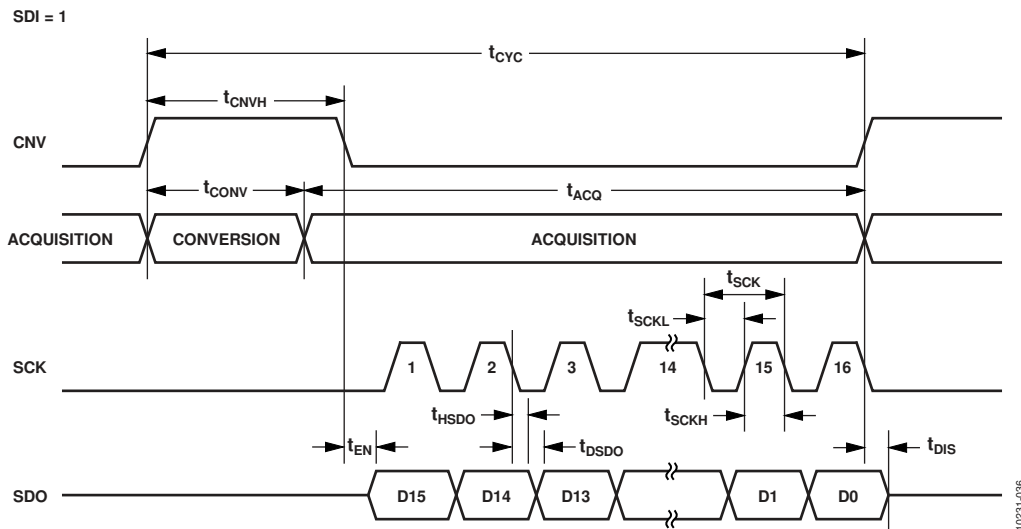 SDI = 1
tCYC
tCNVH
CNV
tCONV
tACQ
ACQUISITION
CONVERSION
ACQUISITION
tSCK
tSCKL
SCK
1
2
3
14
15
16
tHSDO
tSCKH
tEN
tDSDO
tDIS
SDO
D15
D14
D13
D1
D0
10231-036